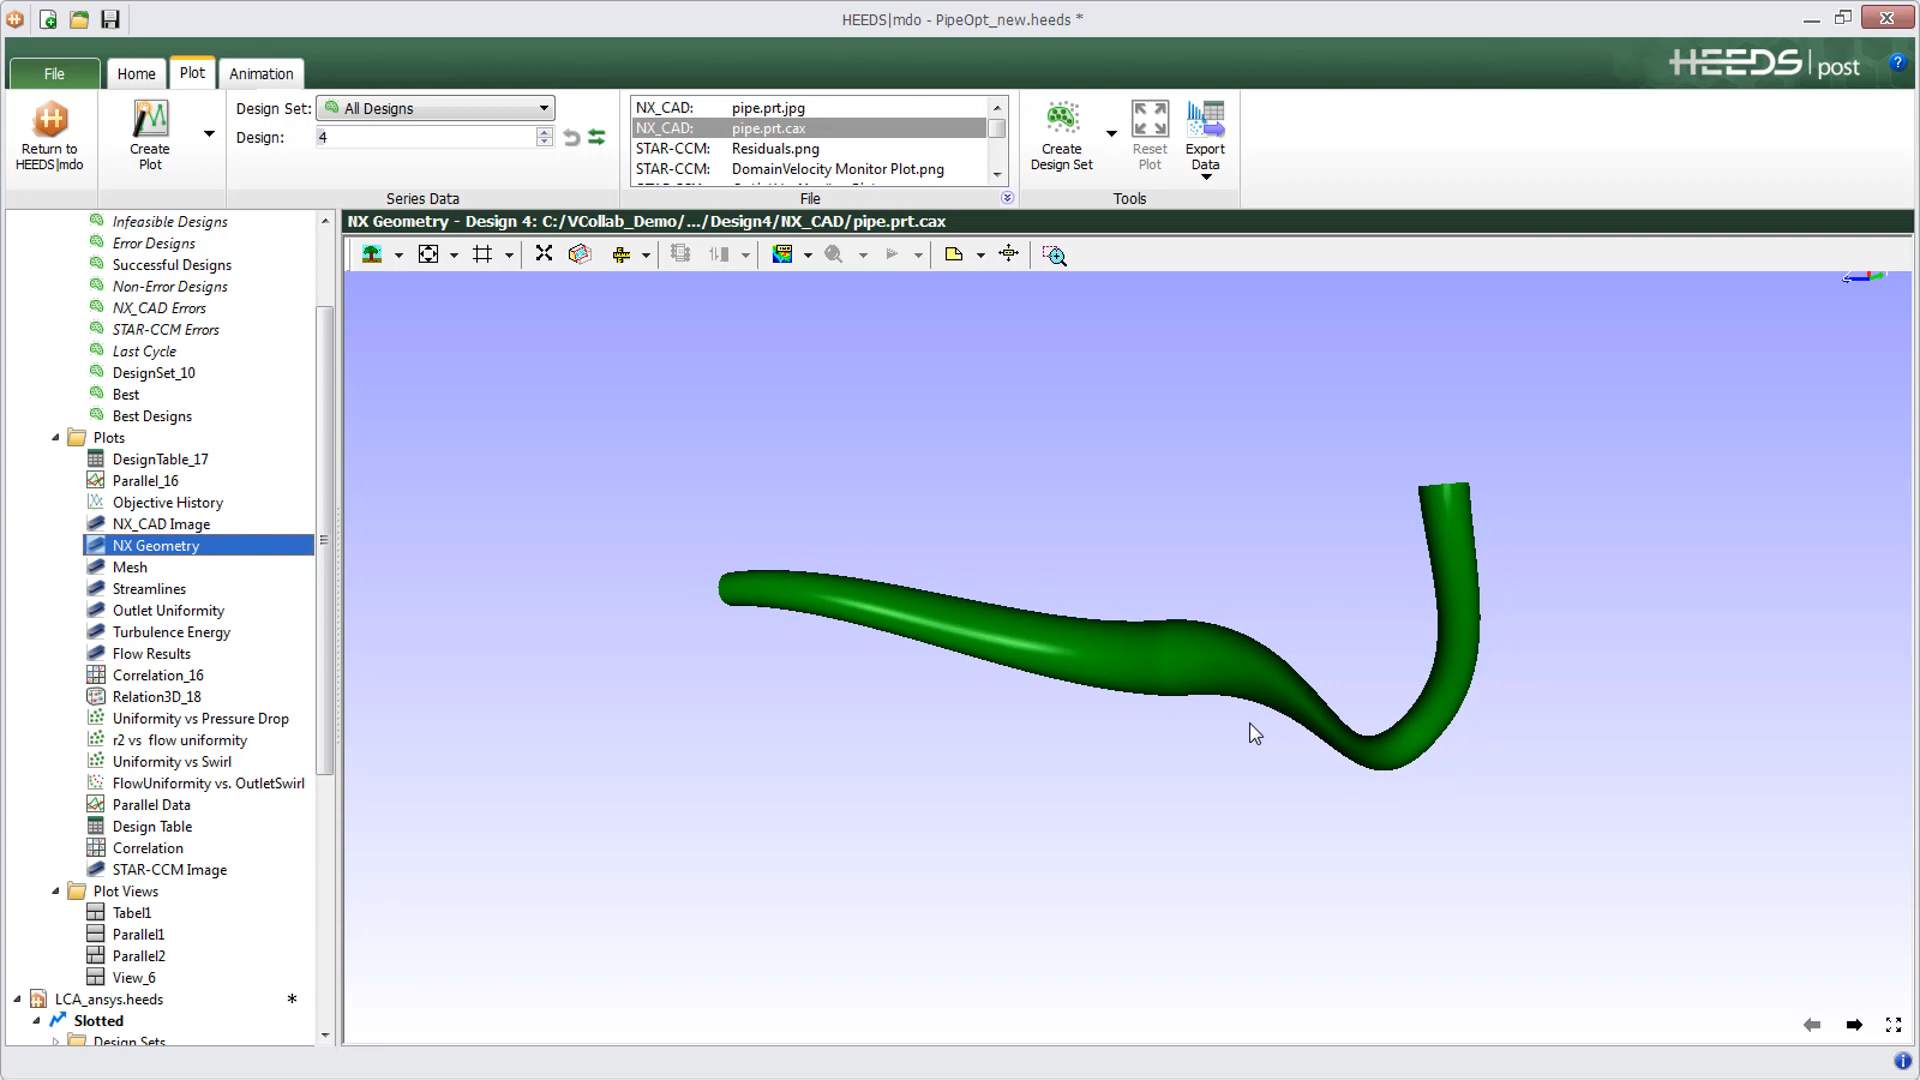 HEEDS|mdo - PipeOpt_new.heeds *
File
Home
Plot
Animation
HEEDS | post
?
Return to
HEEDS|mdo
Create
Plot
Design Set:
All Designs
Design:
4
Series Data
NX_CAD: pipe.prt.jpg
NX_CAD: pipe.prt.cax
STAR-CCM: Residuals.png
STAR-CCM: DomainVelocity Monitor Plot.png
File
Create
Design Set
Reset
Plot
Export
Data
Tools
NX Geometry - Design 4: C:/VCollab_Demo/.../Design4/NX_CAD/pipe.prt.cax
Infeasible Designs
Error Designs
Successful Designs
Non-Error Designs
NX_CAD Errors
STAR-CCM Errors
Last Cycle
DesignSet_10
Best
Best Designs
Plots
DesignTable_17
Parallel_16
Objective History
NX_CAD Image
NX Geometry
Mesh
Streamlines
Outlet Uniformity
Turbulence Energy
Flow Results
Correlation_16
Relation3D_18
Uniformity vs Pressure Drop
r2 vs flow uniformity
Uniformity vs Swirl
FlowUniformity vs. OutletSwirl
Parallel Data
Design Table
Correlation
STAR-CCM Image
Plot Views
Tabel1
Parallel1
Parallel2
View_6
LCA_ansys.heeds *
Slotted
Design Sets